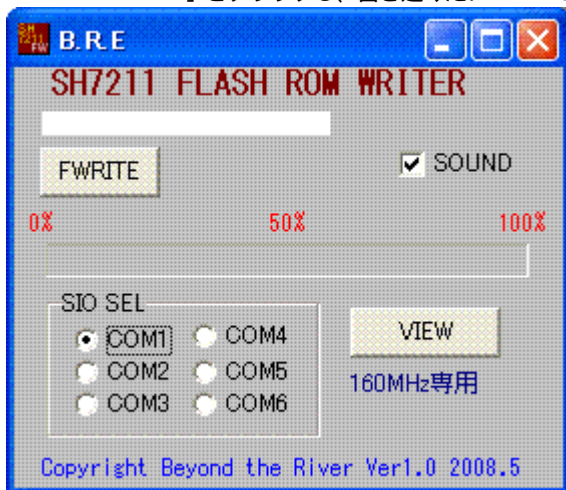 B.R.E
SH7211 FLASH ROM WRITER
FWRITE
SOUND
0% 50% 100%
SIO SEL
COM1 COM4
COM2 COM5
COM3 COM6
VIEW
160MHz専用
Copyright Beyond the River Ver1.0 2008.5